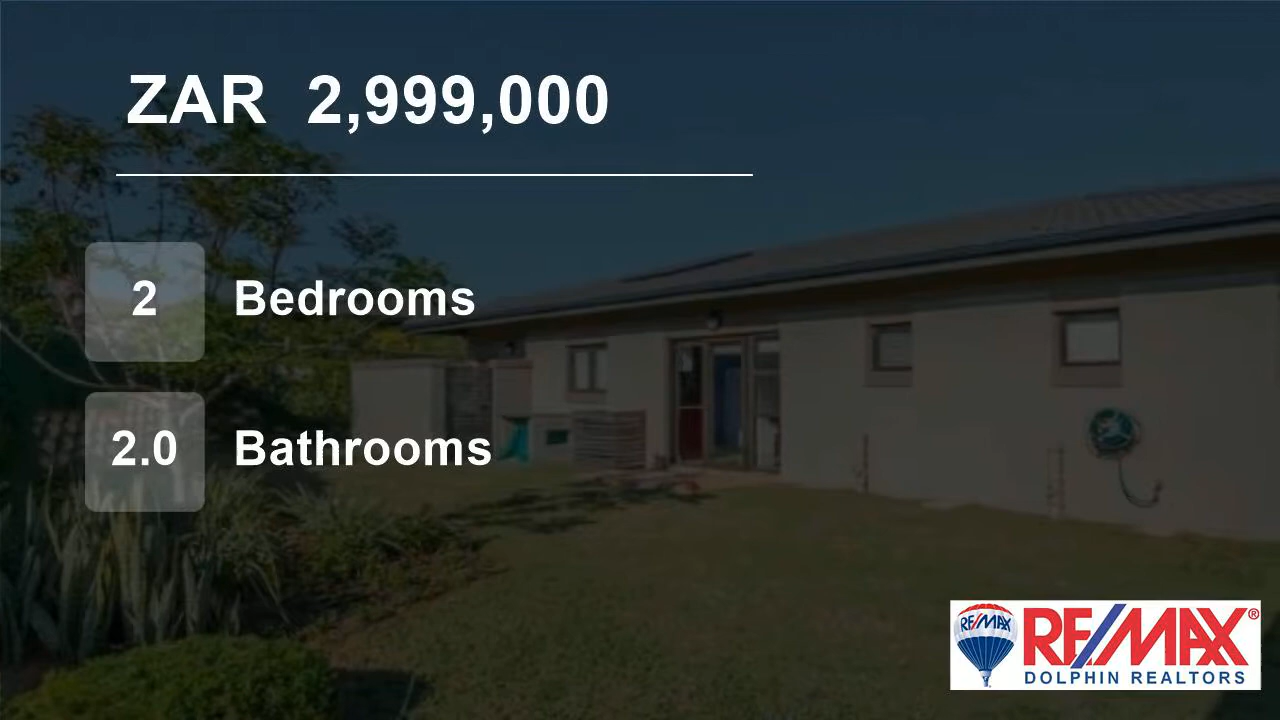 ZAR 2,999,000
2 Bedrooms
2.0 Bathrooms
RE/MAX
RE/MAX®
DOLPHIN REALTORS